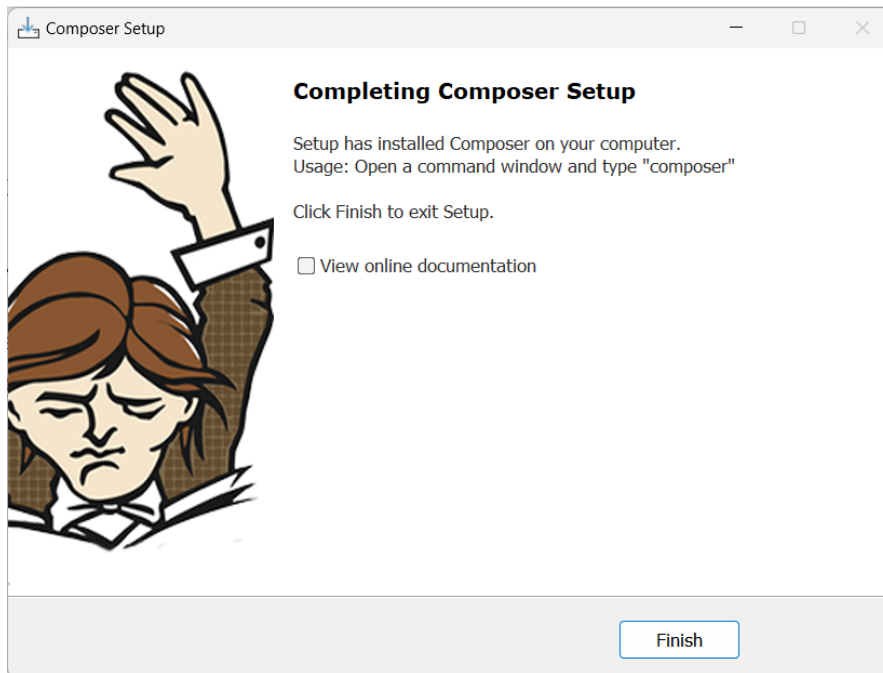 Composer Setup
Completing Composer Setup
Setup has installed Composer on your computer.
Usage: Open a command window and type "composer"
Click Finish to exit Setup.
View online documentation
Finish